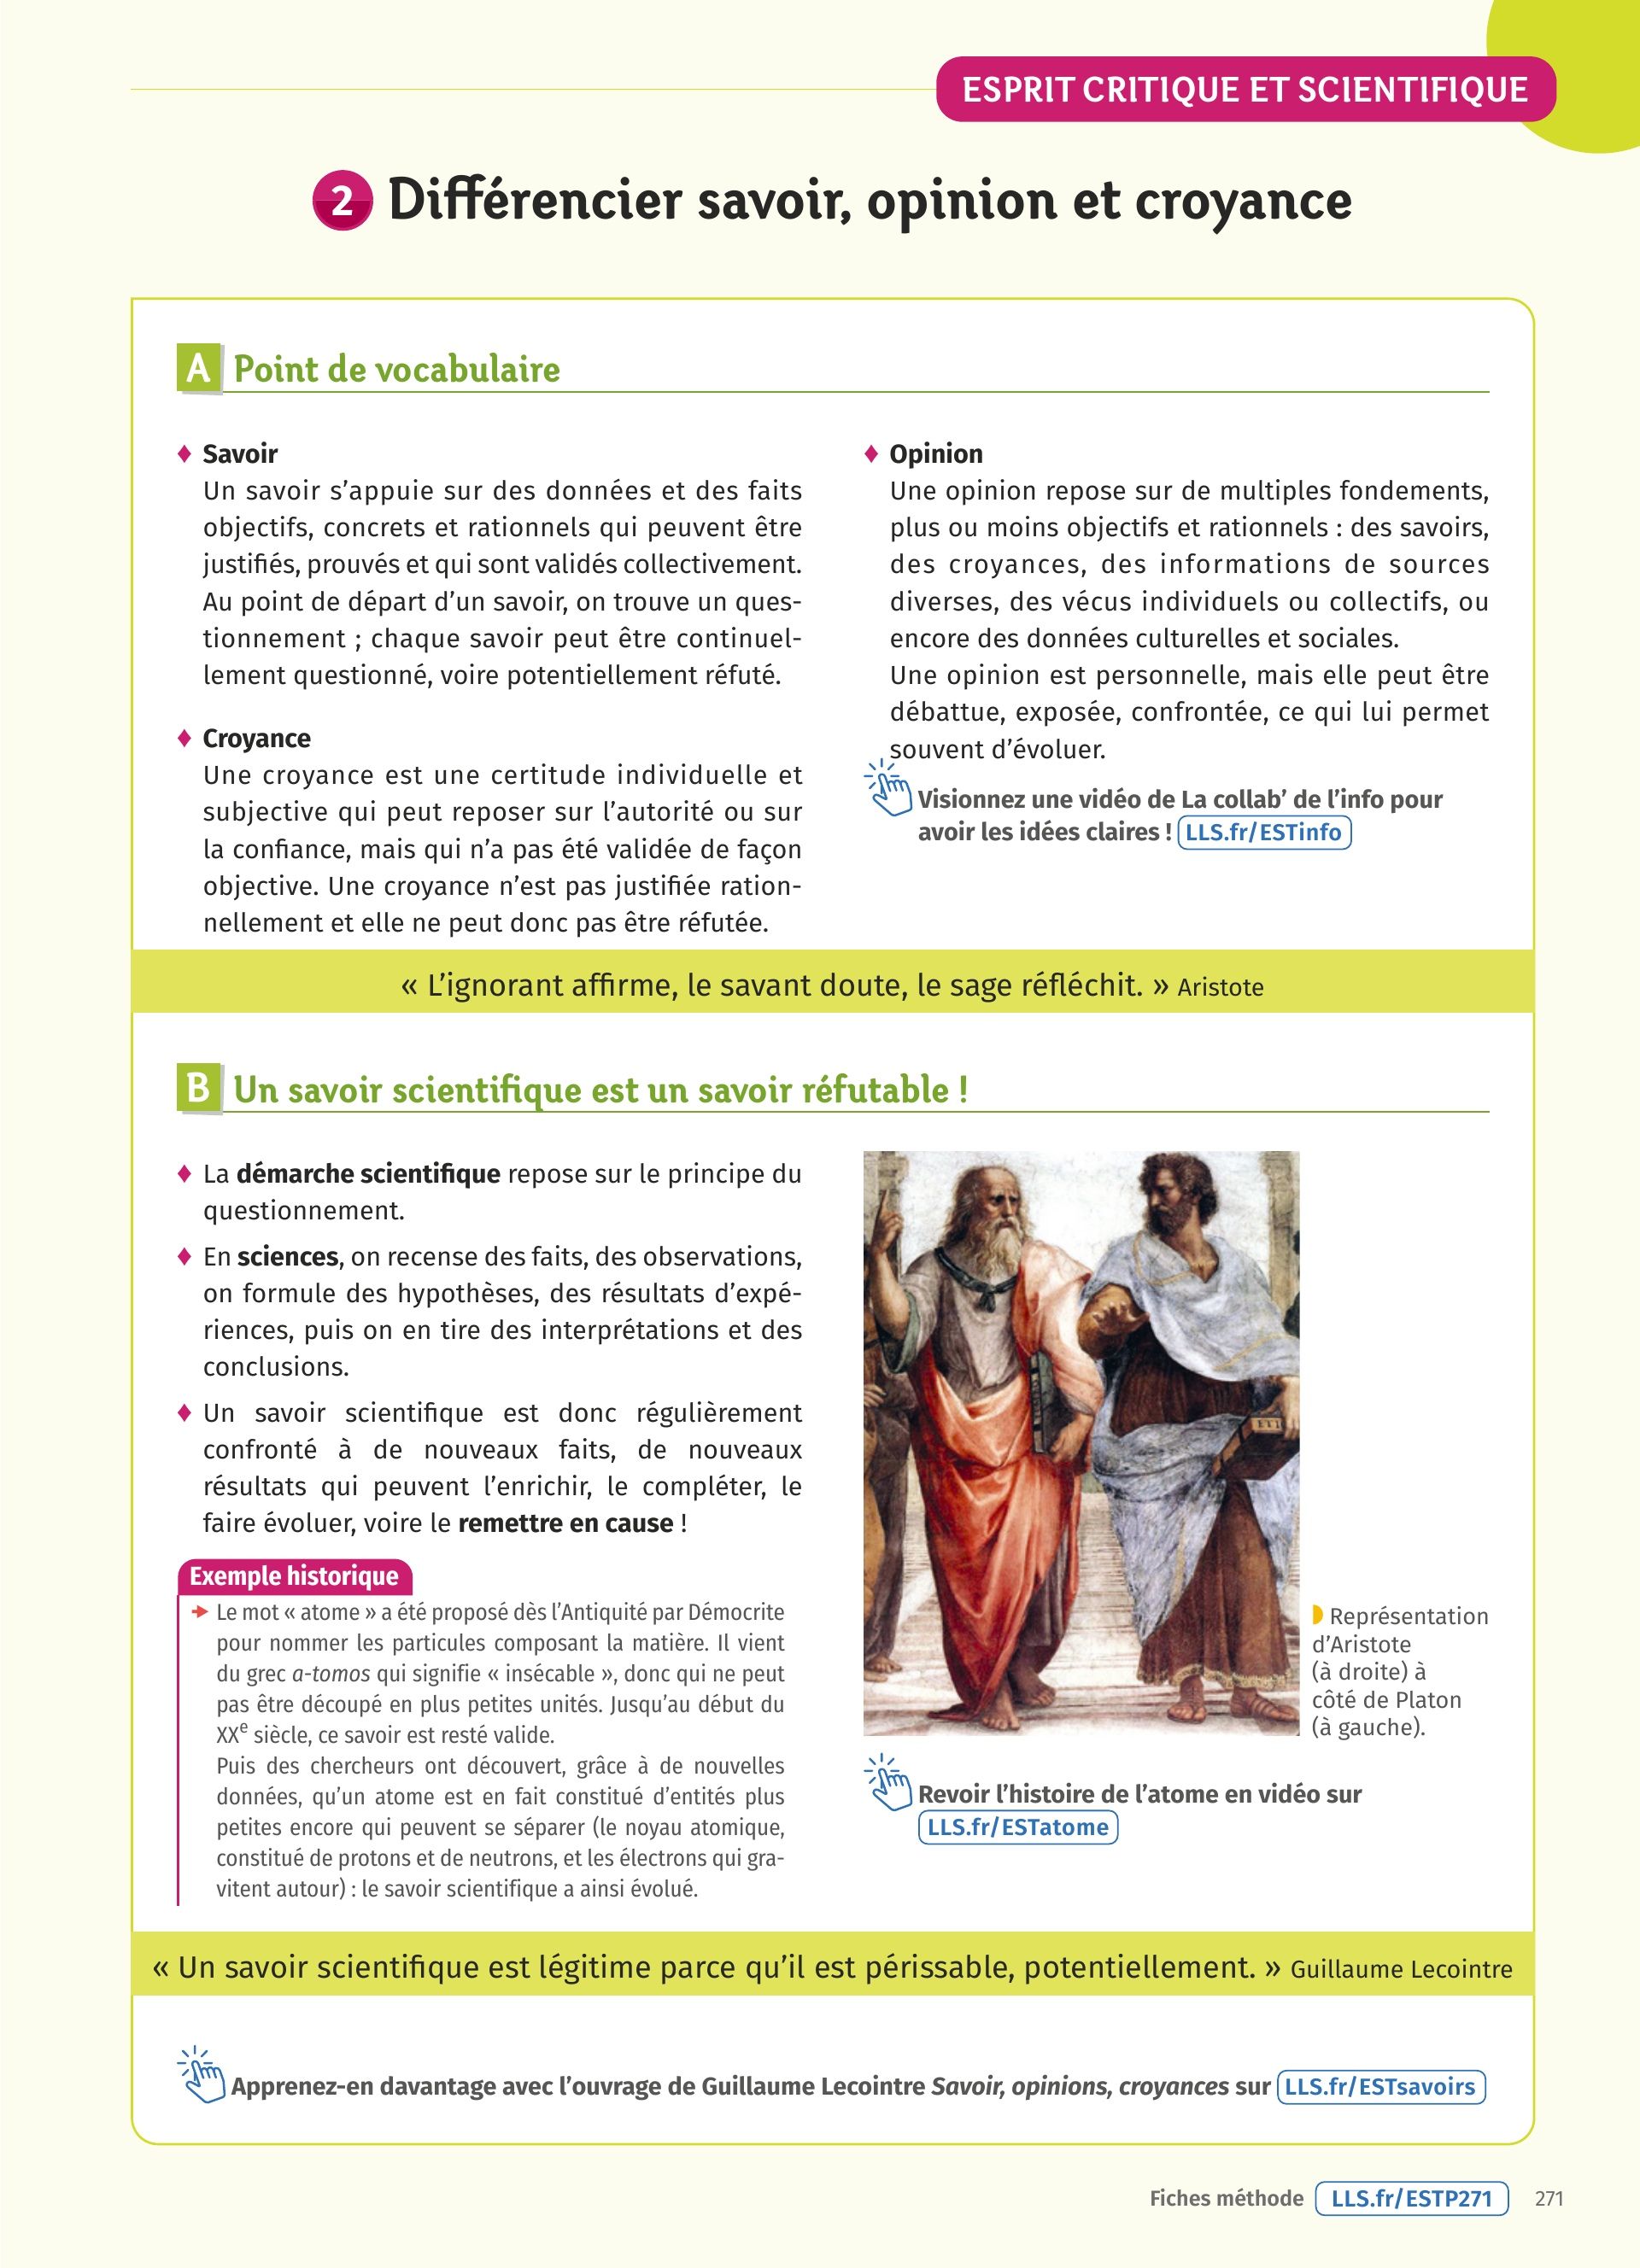 ESPRIT CRITIQUE ET SCIENTIFIQUE
2 Différencier savoir, opinion et croyance
A Point de vocabulaire
♦ Savoir
Un savoir s’appuie sur des données et des faits
objectifs, concrets et rationnels qui peuvent être
justifiés, prouvés et qui sont validés collectivement.
Au point de départ d’un savoir, on trouve un ques-
tionnement ; chaque savoir peut être continuel-
lement questionné, voire potentiellement réfuté.
♦ Croyance
Une croyance est une certitude individuelle et
subjective qui peut reposer sur l’autorité ou sur
la confiance, mais qui n’a pas été validée de façon
objective. Une croyance n’est pas justifiée ration-
nellement et elle ne peut donc pas être réfutée.
♦ Opinion
Une opinion repose sur de multiples fondements,
plus ou moins objectifs et rationnels : des savoirs,
des croyances, des informations de sources
diverses, des vécus individuels ou collectifs, ou
encore des données culturelles et sociales.
Une opinion est personnelle, mais elle peut être
débattue, exposée, confrontée, ce qui lui permet
souvent d’évoluer.
Visionnez une vidéo de La collab’ de l’info pour
avoir les idées claires ! LLS.fr/ESTinfo
« L’ignorant affirme, le savant doute, le sage réfléchit. » Aristote
B Un savoir scientifique est un savoir réfutable !
♦ La démarche scientifique repose sur le principe du
questionnement.
♦ En sciences, on recense des faits, des observations,
on formule des hypothèses, des résultats d’expé-
riences, puis on en tire des interprétations et des
conclusions.
♦ Un savoir scientifique est donc régulièrement
confronté à de nouveaux faits, de nouveaux
résultats qui peuvent l’enrichir, le compléter, le
faire évoluer, voire le remettre en cause !
Exemple historique
Le mot « atome » a été proposé dès l’Antiquité par Démocrite
pour nommer les particules composant la matière. Il vient
du grec a-tomos qui signifie « insécable », donc qui ne peut
pas être découpé en plus petites unités. Jusqu’au début du
XXe siècle, ce savoir est resté valide.
Puis des chercheurs ont découvert, grâce à de nouvelles
données, qu’un atome est en fait constitué d’entités plus
petites encore qui peuvent se séparer (le noyau atomique,
constitué de protons et de neutrons, et les électrons qui gra-
vitent autour) : le savoir scientifique a ainsi évolué.
Représentation
d’Aristote
(à droite) à
côté de Platon
(à gauche).
Revoir l’histoire de l’atome en vidéo sur
LLS.fr/ESTatome
« Un savoir scientifique est légitime parce qu’il est périssable, potentiellement. » Guillaume Lecointre
Apprenez-en davantage avec l’ouvrage de Guillaume Lecointre Savoir, opinions, croyances sur LLS.fr/ESTsavoirs
Fiches méthode LLS.fr/ESTP271 271